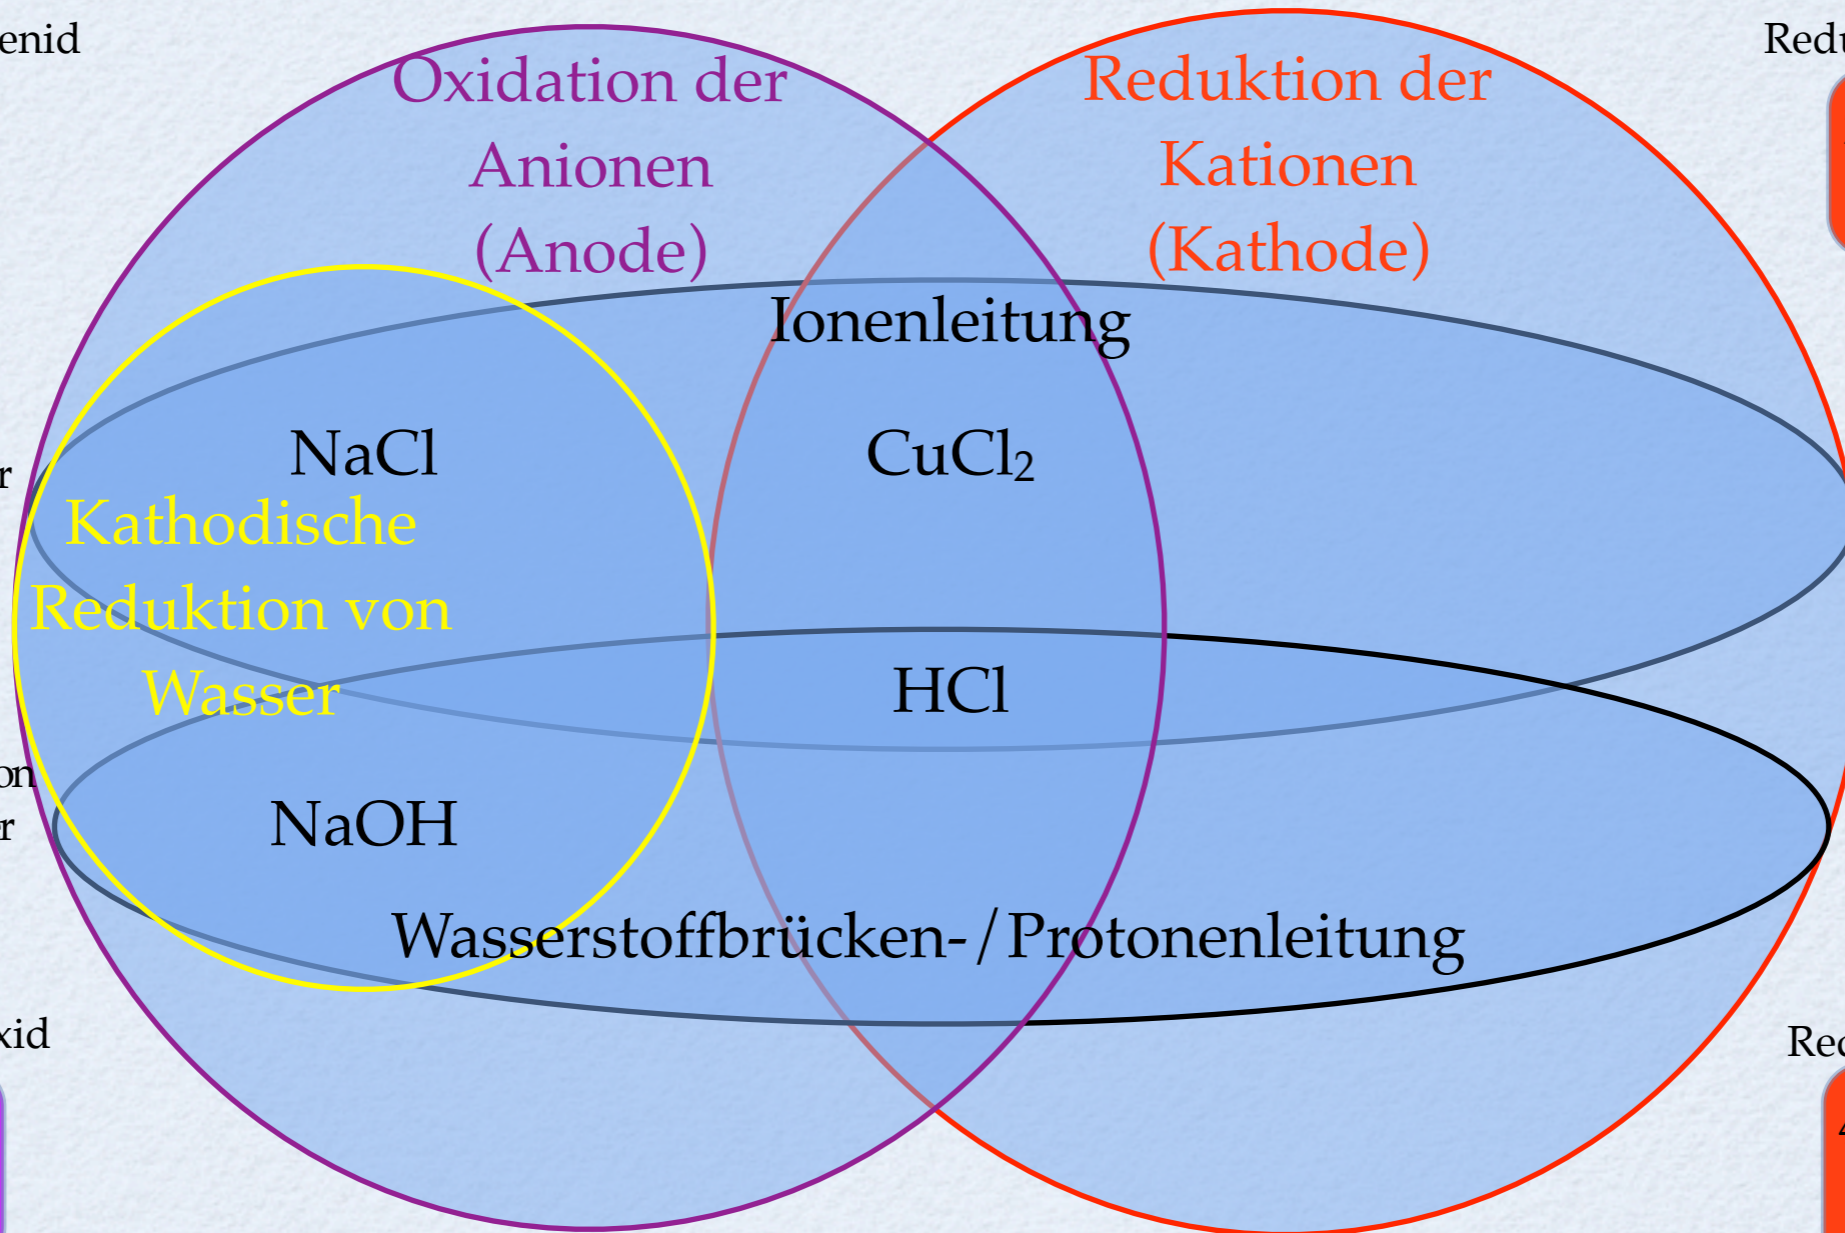 enid
Redu
Oxidation der
Anionen
(Anode)
Reduktion der
Kationen
(Kathode)
Ionenleitung
NaCl
CuCl₂
r
Kathodische
Reduktion von
Wasser
HCl
on
r
NaOH
Wasserstoffbrücken-/Protonenleitung
xid
Red